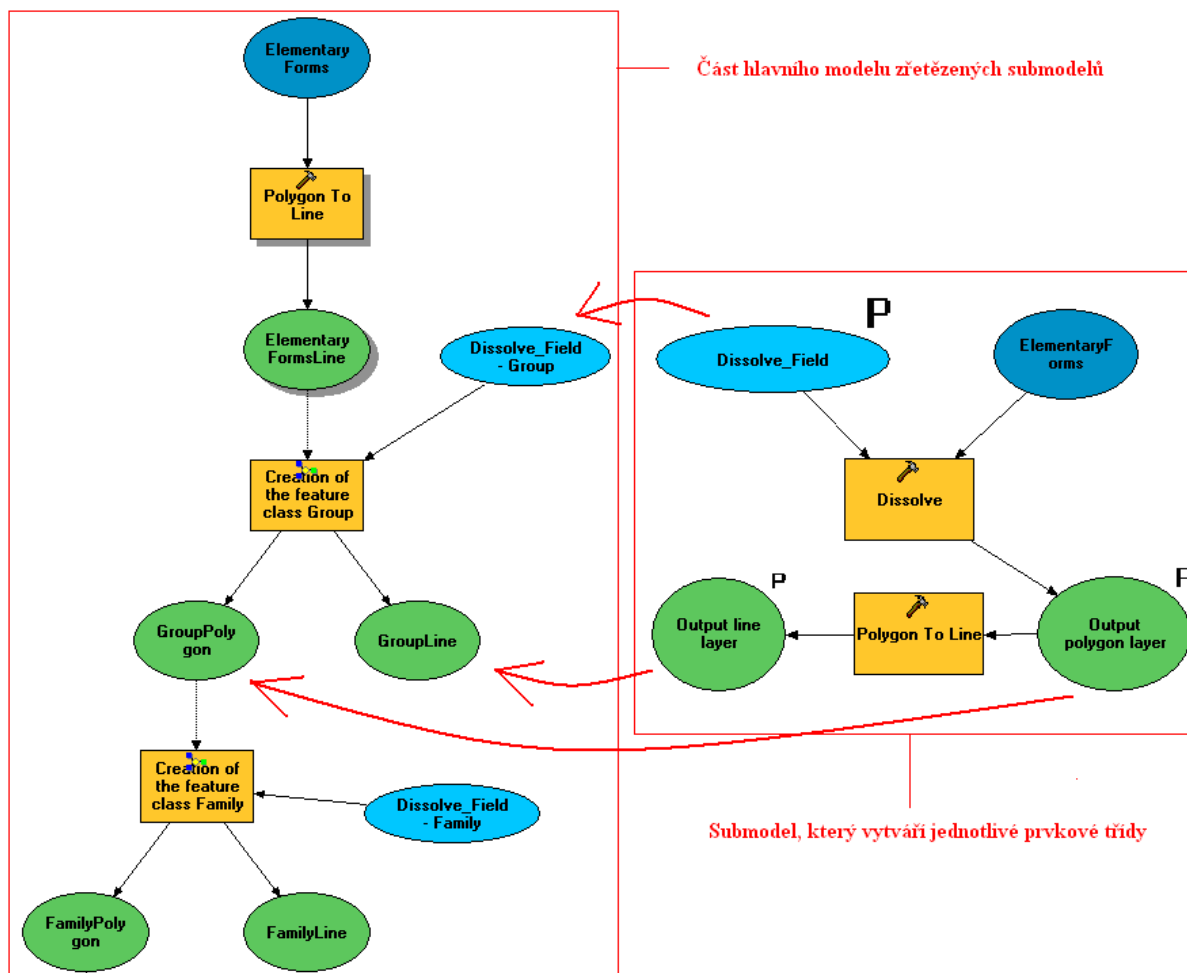 Elementary
Forms
Část hlavního modelu zřetězených submodelů
Polygon To
Line
Elementary
FormsLine
Dissolve_Field
- Group
Creation of
the feature
class Group
GroupPoly
gon
GroupLine
Creation of
the feature
class Family
Dissolve_Field
- Family
FamilyPoly
gon
FamilyLine
P
Dissolve_Field
ElementaryF
orms
Dissolve
P
P
Output line
layer
Polygon To Line
Output
polygon layer
Submodel, který vytváří jednotlivé prvkové třídy